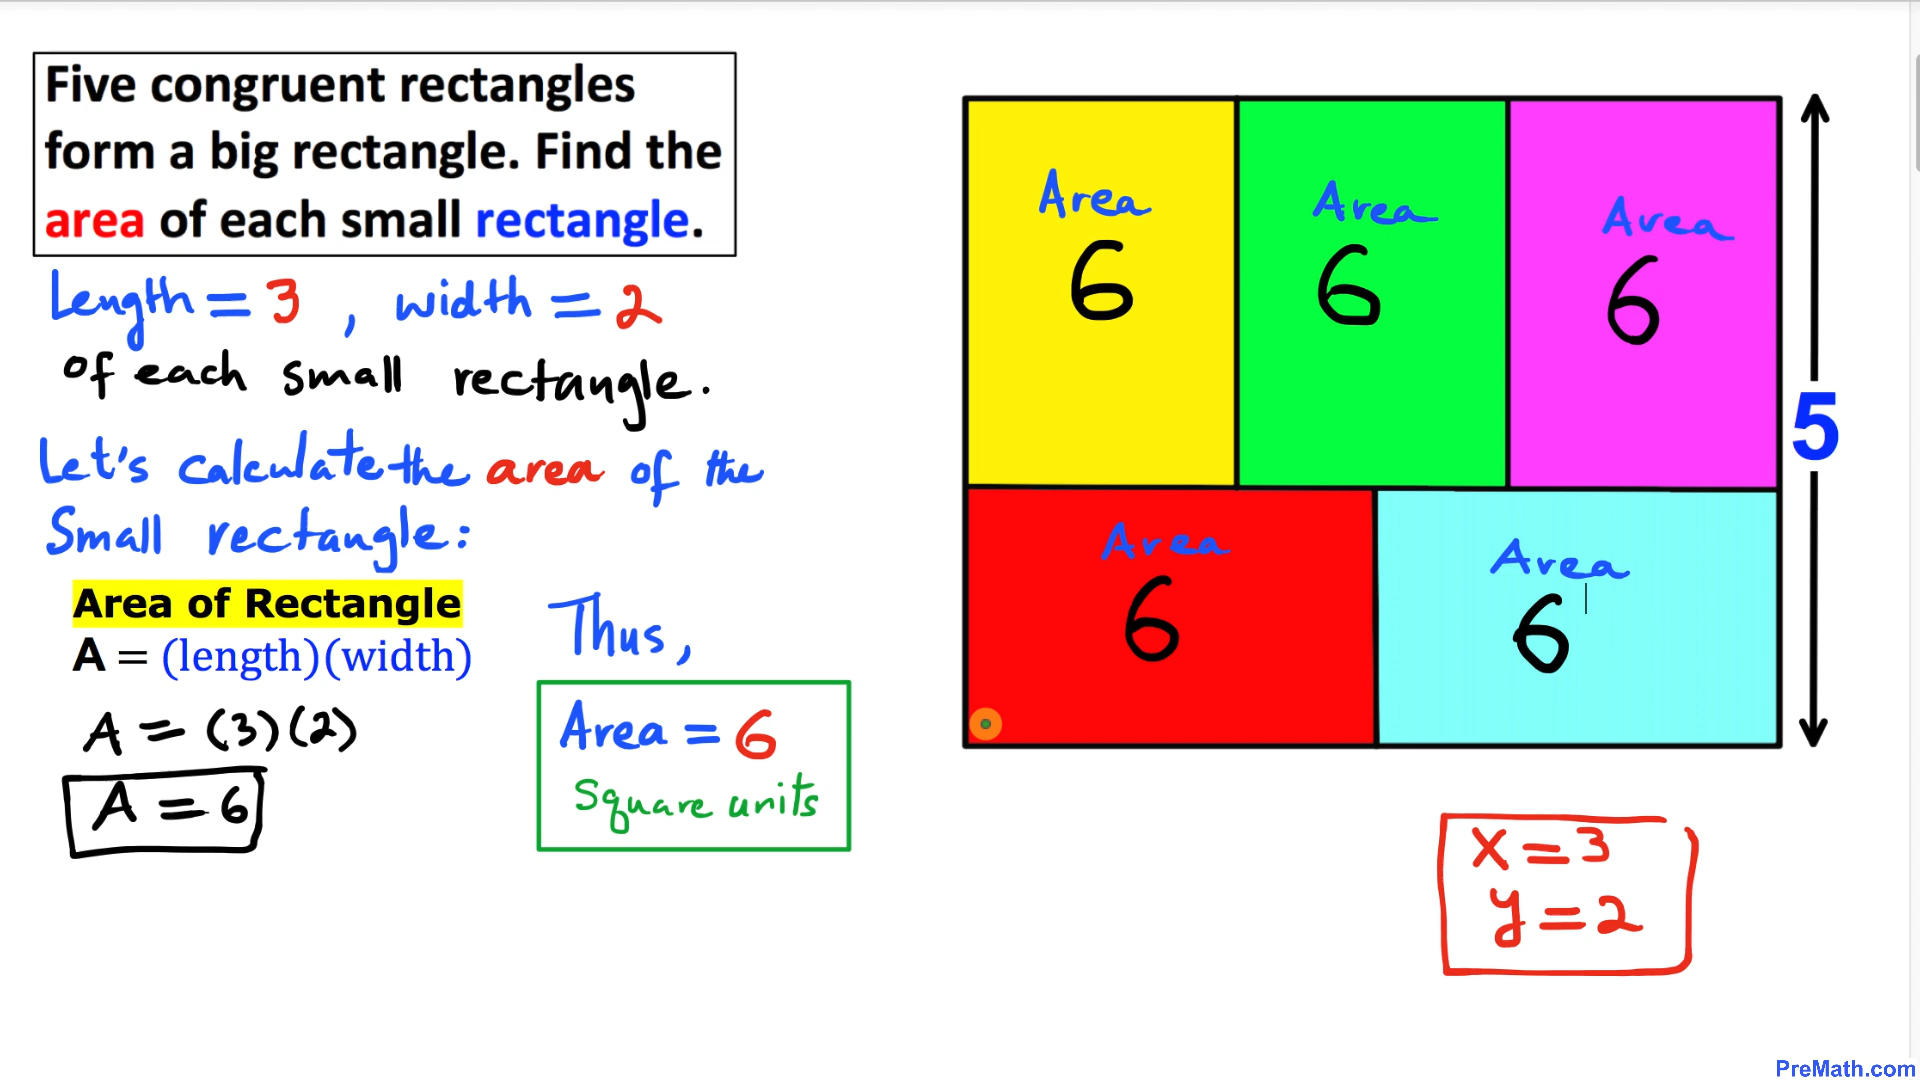 Five congruent rectangles
form a big rectangle. Find the
area of each small rectangle.
Length = 3 , width = 2
of each small rectangle.
Let's calculate the area of the
Small rectangle:
Area of Rectangle
A = (length)(width)
A = (3)(2)
A = 6
Thus,
Area = 6
Square units
Area
6
Area
6
Area
6
Area
6
Area
6
5
x = 3
y = 2
PreMath.com